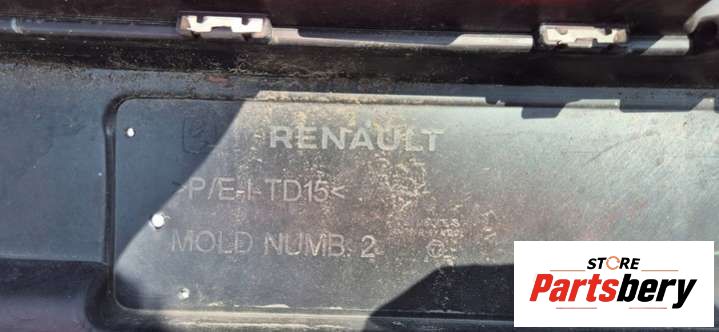 RENAULT
>P/E-I-TD15<
MOLD NUMB. 2
STORE
Partsbery